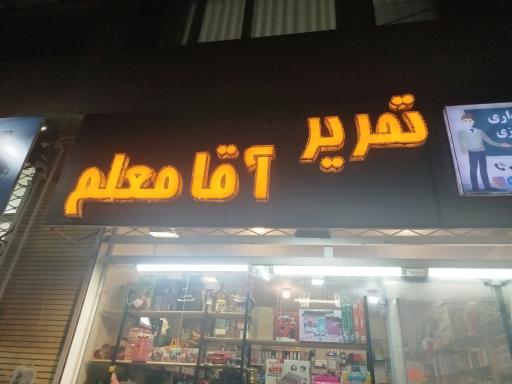 تحریر
آقا معلم